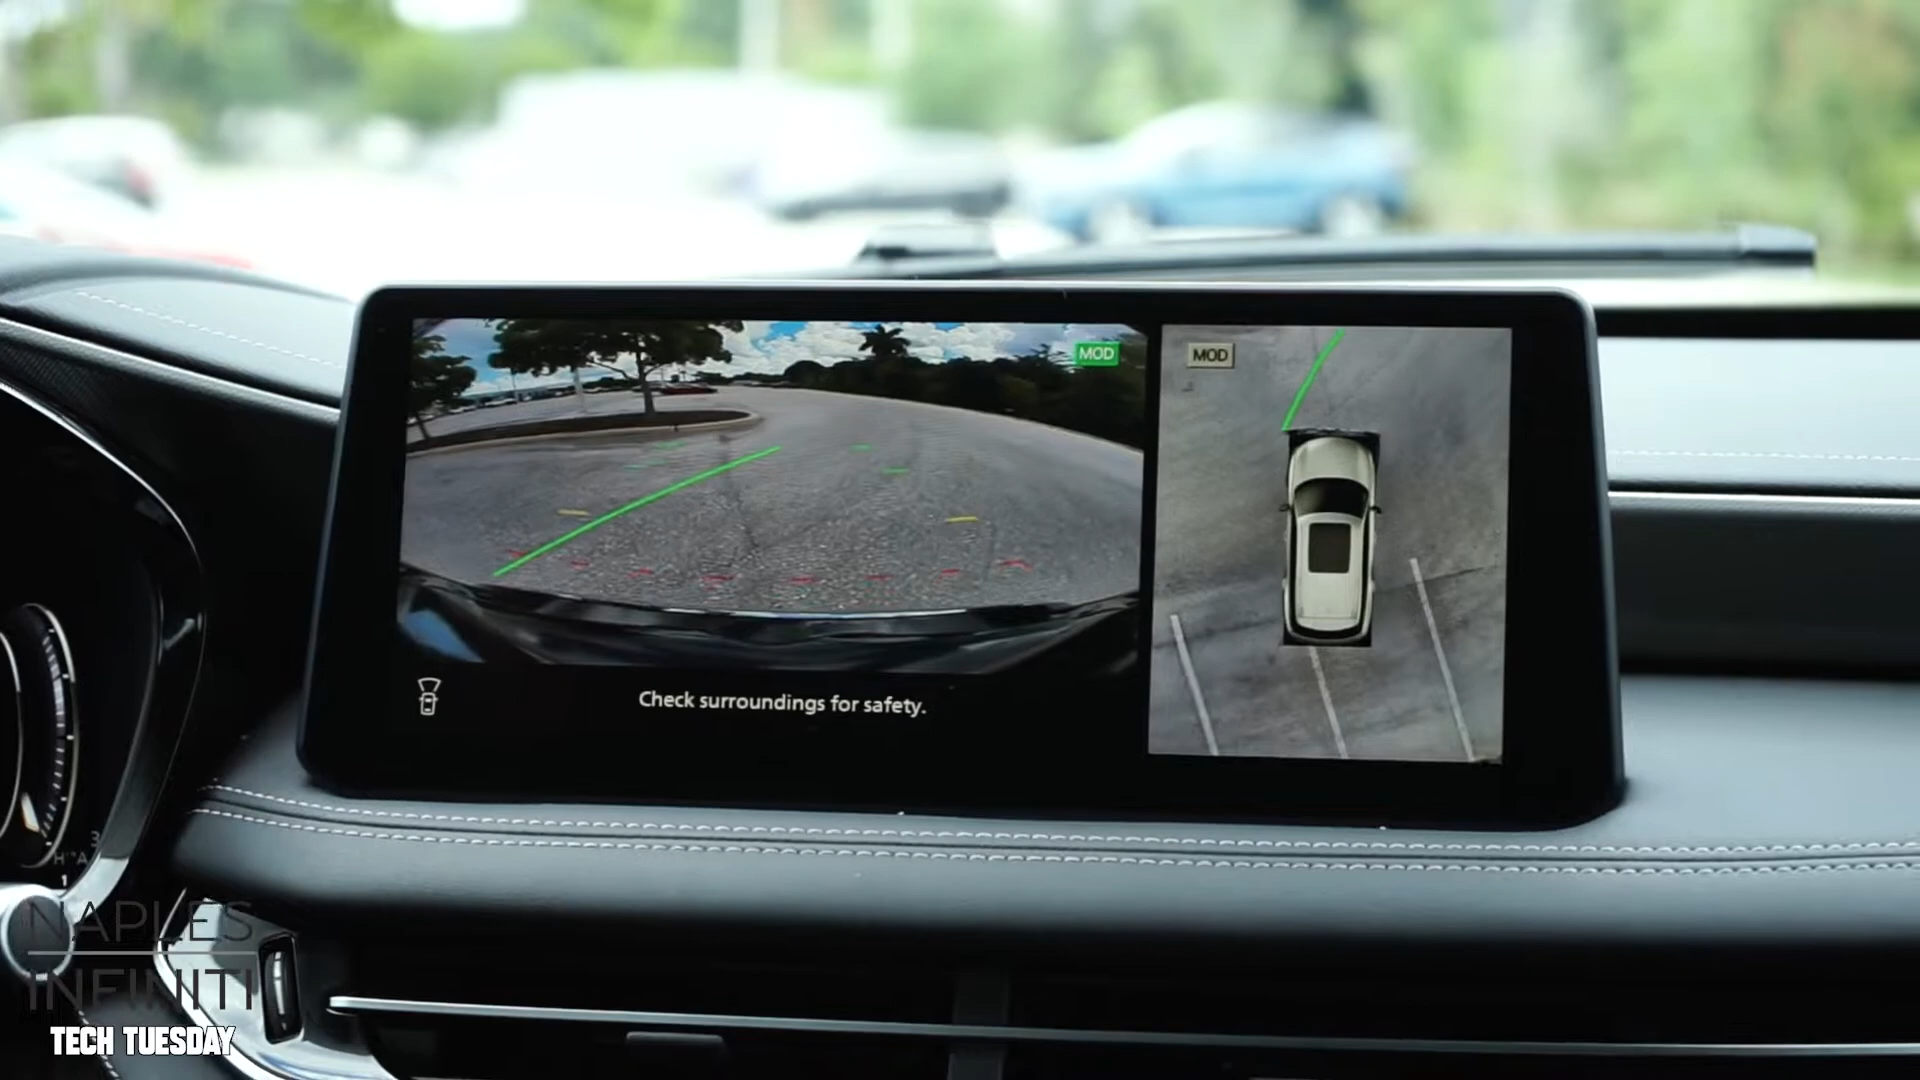 MOD
MOD
Check surroundings for safety.
NAPLES
INFINITI
TECH TUESDAY